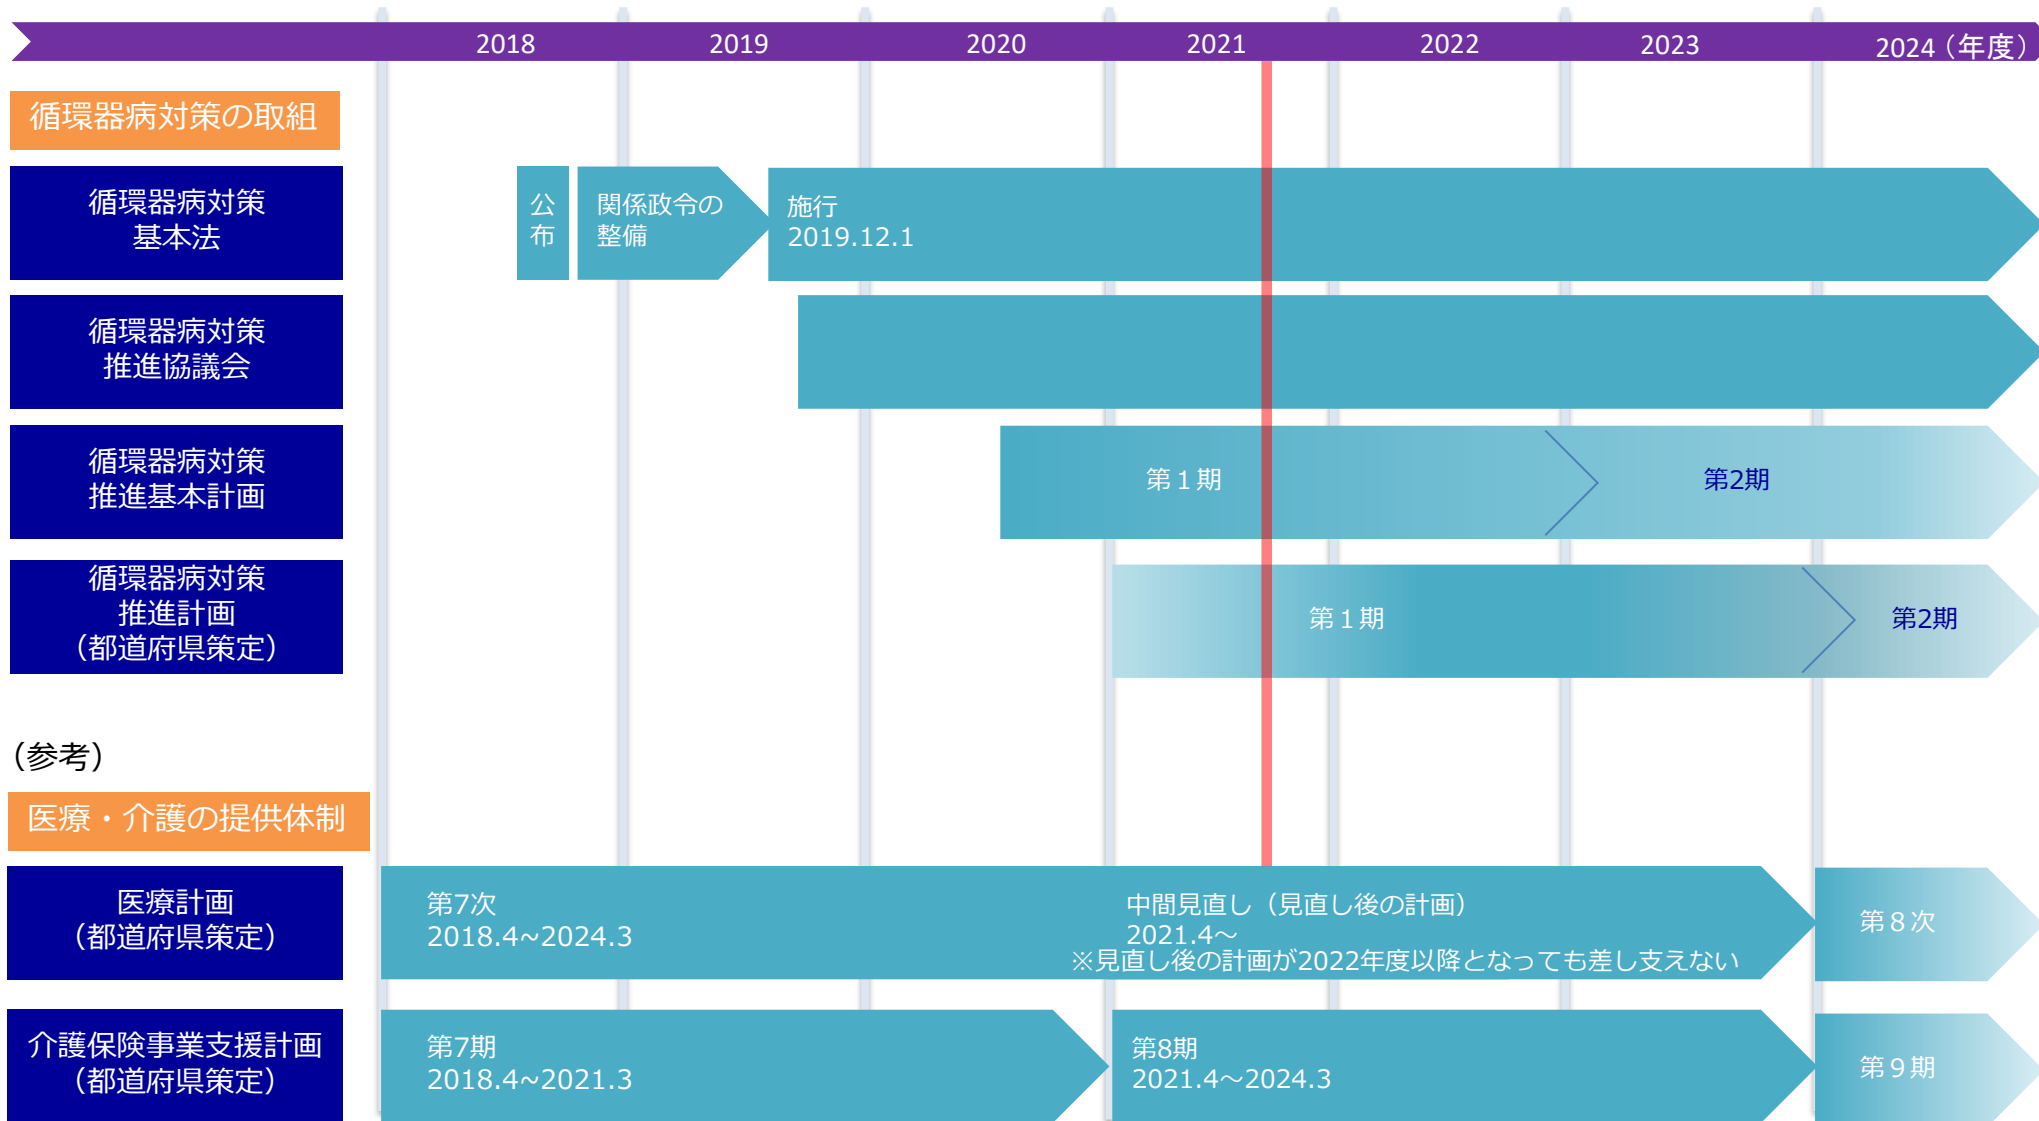 2018 2019 2020 2021 2022 2023 2024（年度）
循環器病対策の取組
循環器病対策
基本法
公
布
関係政令の
整備
施行
2019.12.1
循環器病対策
推進協議会
循環器病対策
推進基本計画
第１期
第2期
循環器病対策
推進計画
（都道府県策定）
第１期
第2期
（参考）
医療・介護の提供体制
医療計画
（都道府県策定）
第7次
2018.4~2024.3
中間見直し（見直し後の計画）
2021.4～
※見直し後の計画が2022年度以降となっても差し支えない
第８次
介護保険事業支援計画
（都道府県策定）
第7期
2018.4~2021.3
第8期
2021.4～2024.3
第９期